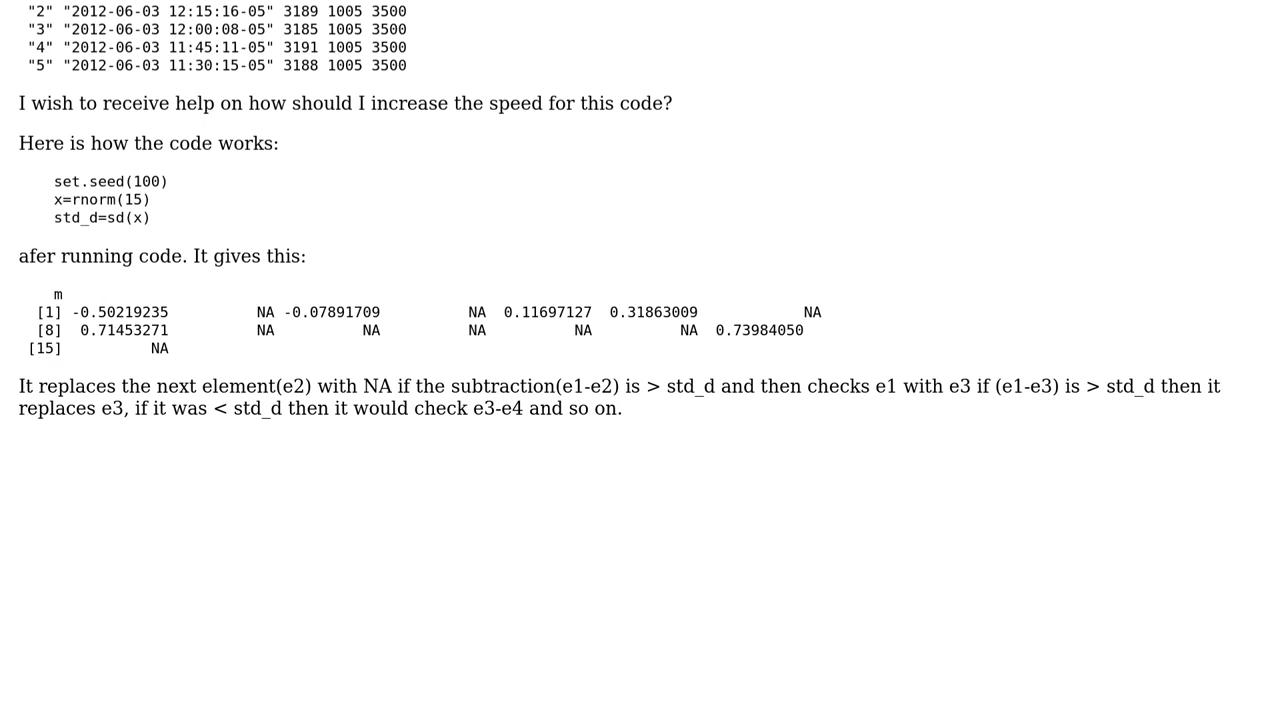 "2" "2012-06-03 12:15:16-05" 3189 1005 3500
"3" "2012-06-03 12:00:08-05" 3185 1005 3500
"4" "2012-06-03 11:45:11-05" 3191 1005 3500
"5" "2012-06-03 11:30:15-05" 3188 1005 3500
I wish to receive help on how should I increase the speed for this code?
Here is how the code works:
set.seed(100)
x=rnorm(15)
std_d=sd(x)
afer running code. It gives this:
m
[1] -0.50219235          NA -0.07891709          NA  0.11697127  0.31863009            NA
[8]  0.71453271          NA          NA          NA          NA          NA  0.73984050
[15]          NA
It replaces the next element(e2) with NA if the subtraction(e1-e2) is > std_d and then checks e1 with e3 if (e1-e3) is > std_d then it
replaces e3, if it was < std_d then it would check e3-e4 and so on.